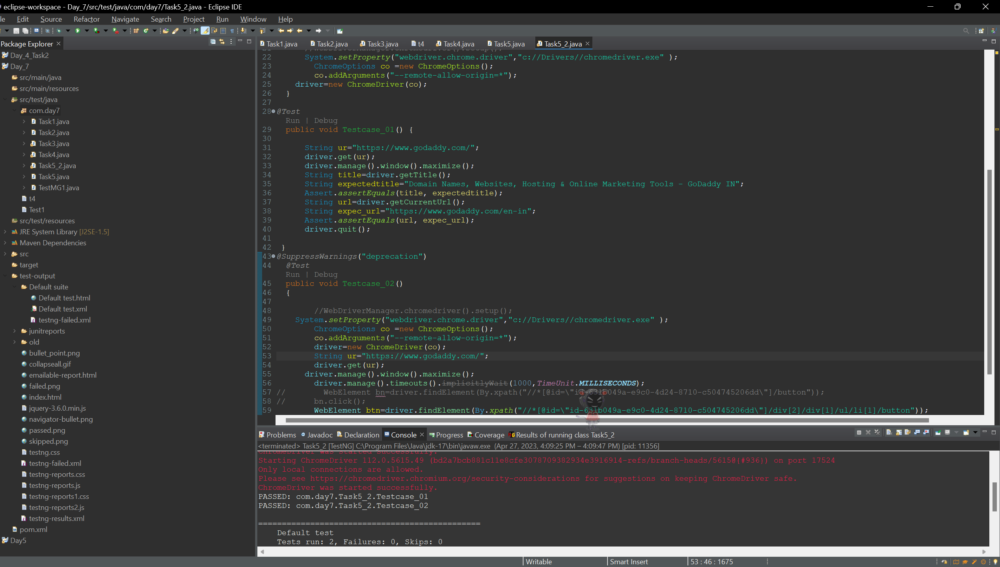 eclipse-workspace - Day_7/src/test/java/com/day7/Task5_2.java - Eclipse IDE
le Edit Source Refactor Navigate Search Project Run Window Help
Package Explorer
Day_4_Task2
Day_7
src/main/java
src/main/resources
src/test/java
com.day7
Task1.java
Task2.java
Task3.java
Task4.java
Task5_2.java
Task5.java
TestMG1.java
t4
Test1
src/test/resources
JRE System Library [J2SE-1.5]
Maven Dependencies
src
target
test-output
Default suite
Default test.html
Default test.xml
testng-failed.xml
junitreports
old
bullet_point.png
collapseall.gif
emailable-report.html
failed.png
index.html
jquery-3.6.0.min.js
navigator-bullet.png
passed.png
skipped.png
testng.css
testng-failed.xml
testng-reports.css
testng-reports.js
testng-reports1.css
testng-reports2.js
testng-results.xml
pom.xml
Day5
Task1.java Task2.java Task3.java t4 Task4.java Task5.java Task5_2.java
22 System.setProperty("webdriver.chrome.driver","c://Drivers//chromedriver.exe" );
23 ChromeOptions co =new ChromeOptions();
24 co.addArguments("--remote-allow-origin=*");
25 driver=new ChromeDriver(co);
26 }
27
28 @Test
Run | Debug
29 public void Testcase_01() {
30
31 String ur="https://www.godaddy.com/";
32 driver.get(ur);
33 driver.manage().window().maximize();
34 String title=driver.getTitle();
35 String expectedtitle="Domain Names, Websites, Hosting & Online Marketing Tools - GoDaddy IN";
36 Assert.assertEquals(title, expectedtitle);
37 String url=driver.getCurrentUrl();
38 String expec_url="https://www.godaddy.com/en-in";
39 Assert.assertEquals(url, expec_url);
40 driver.quit();
41
42 }
43 @SuppressWarnings("deprecation")
44 @Test
Run | Debug
45 public void Testcase_02()
46 {
47
48 //WebDriverManager.chromedriver().setup();
49 System.setProperty("webdriver.chrome.driver","c://Drivers//chromedriver.exe" );
50 ChromeOptions co =new ChromeOptions();
51 co.addArguments("--remote-allow-origin=*");
52 driver=new ChromeDriver(co);
53 String ur="https://www.godaddy.com/";
54 driver.get(ur);
55 driver.manage().window().maximize();
56 driver.manage().timeouts().implicitlyWait(1000,TimeUnit.MILLISECONDS);
57 // WebElement bn=driver.findElement(By.xpath("//*[@id=\"id-631b049a-e9c0-4d24-8710-c504745206dd\"]/button"));
58 // bn.click();
59 WebElement btn=driver.findElement(By.xpath("//*[@id=\"id-631b049a-e9c0-4d24-8710-c504745206dd\"]/div[2]/div[1]/ul/li[1]/button"));
Problems Javadoc Declaration Console Progress Coverage Results of running class Task5_2
<terminated> Task5_2 [TestNG] C:\Program Files\Java\jdk-17\bin\javaw.exe (Apr 27, 2023, 4:09:25 PM – 4:09:47 PM) [pid: 11356]
ChromeDriver was started successfully.
Starting ChromeDriver 112.0.5615.49 (bd2a7bcb881c11e8cfe3078709382934e3916914-refs/branch-heads/5615@{#936}) on port 17524
Only local connections are allowed.
Please see https://chromedriver.chromium.org/security-considerations for suggestions on keeping ChromeDriver safe.
ChromeDriver was started successfully.
PASSED: com.day7.Task5_2.Testcase_01
PASSED: com.day7.Task5_2.Testcase_02
===============================================
Default test
Tests run: 2, Failures: 0, Skips: 0
Writable Smart Insert 53 : 46 : 1675